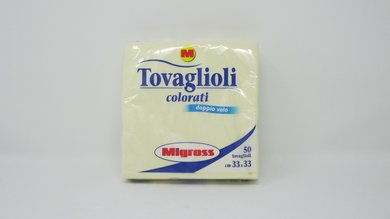 M
Tovaglioli
colorati
doppio velo
Migross
50
tovaglioli
cm 33x33